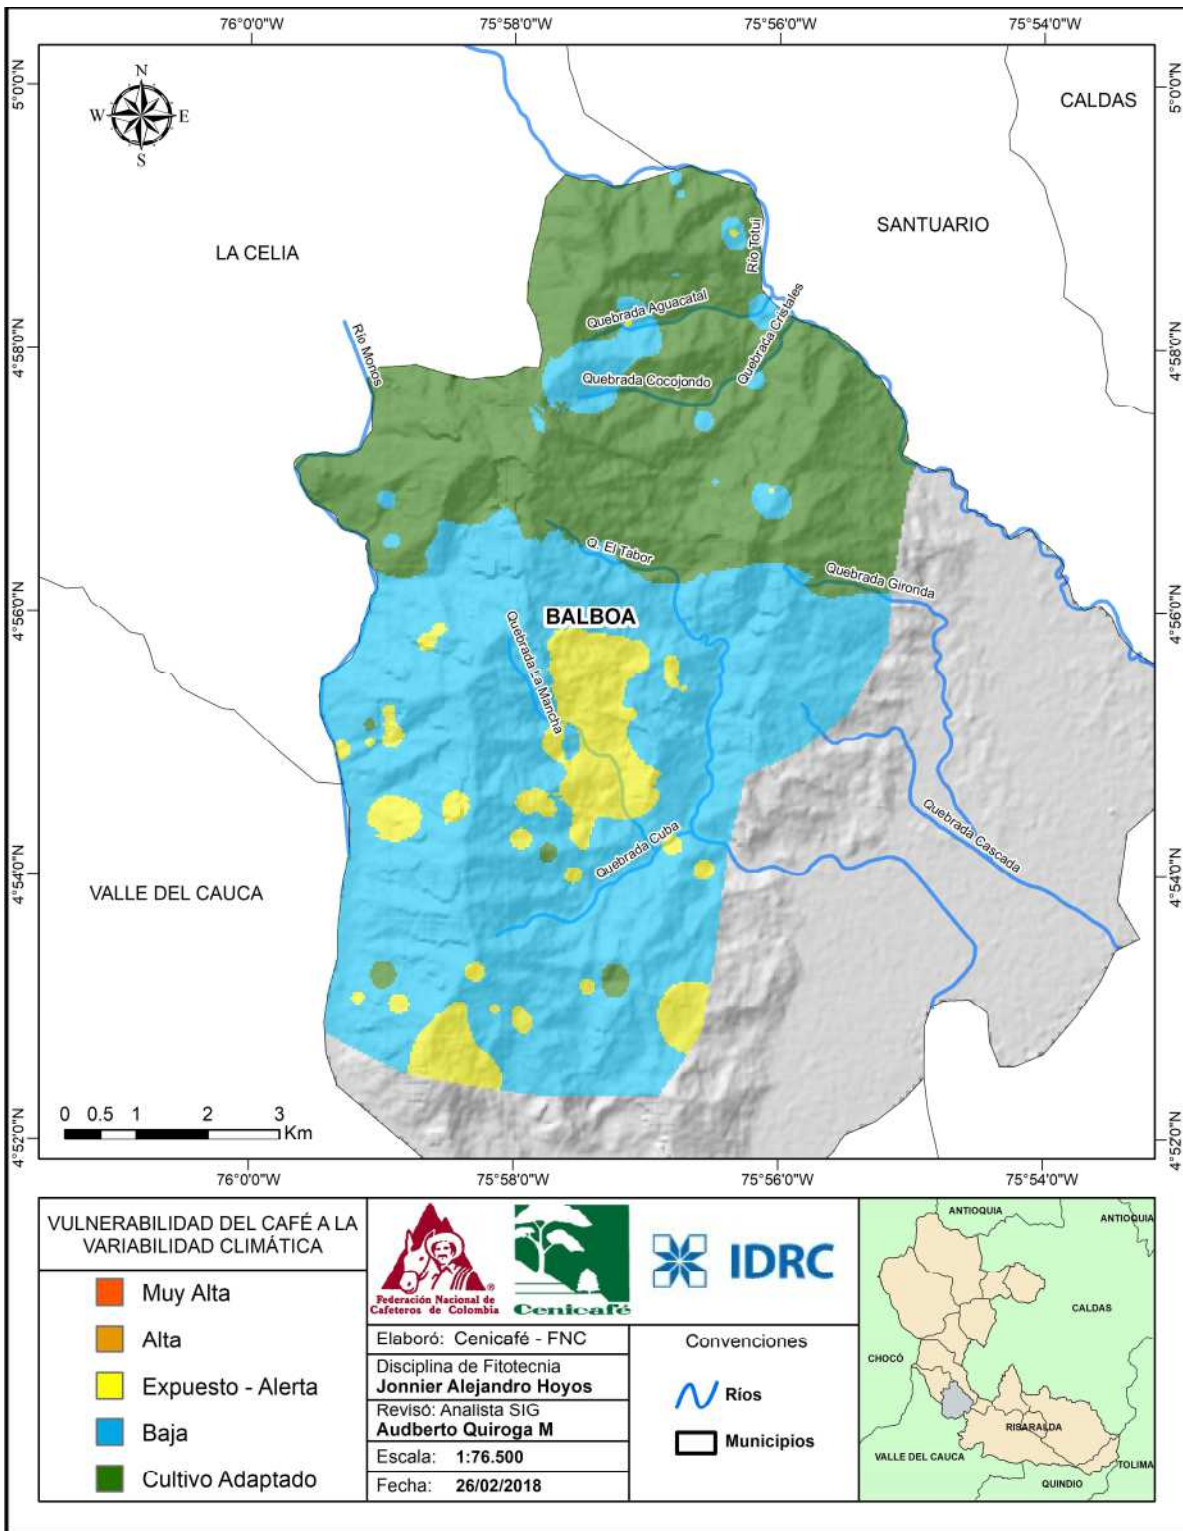 76°0'0"W
75°58'0"W
75°56'0"W
75°54'0"W
5°0'0"N
5°0'0"N
N
W
E
S
CALDAS
SANTUARIO
LA CELIA
Río Totuí
Quebrada Aguacatal
Quebrada Cristales
Río Monos
Quebrada Cocojondo
4°58'0"N
4°58'0"N
Q. El Tabor
Quebrada Gironda
4°56'0"N
4°56'0"N
BALBOA
Quebrada La Mancha
Quebrada Cuba
Quebrada Cascada
4°54'0"N
4°54'0"N
VALLE DEL CAUCA
0 0.5 1 2 3
Km
4°52'0"N
4°52'0"N
76°0'0"W
75°58'0"W
75°56'0"W
75°54'0"W
VULNERABILIDAD DEL CAFÉ A LA
VARIABILIDAD CLIMÁTICA
Muy Alta
Alta
Expuesto - Alerta
Baja
Cultivo Adaptado
®
Federación Nacional de
Cafeteros de Colombia
Cenicafé
IDRC
Elaboró: Cenicafé - FNC
Disciplina de Fitotecnia
Jonnier Alejandro Hoyos
Revisó: Analista SIG
Audberto Quiroga M
Escala: 1:76.500
Fecha: 26/02/2018
Convenciones
Ríos
Municipios
ANTIOQUIA
ANTIOQUIA
CALDAS
CHOCÓ
RISARALDA
VALLE DEL CAUCA
TOLIMA
QUINDIO